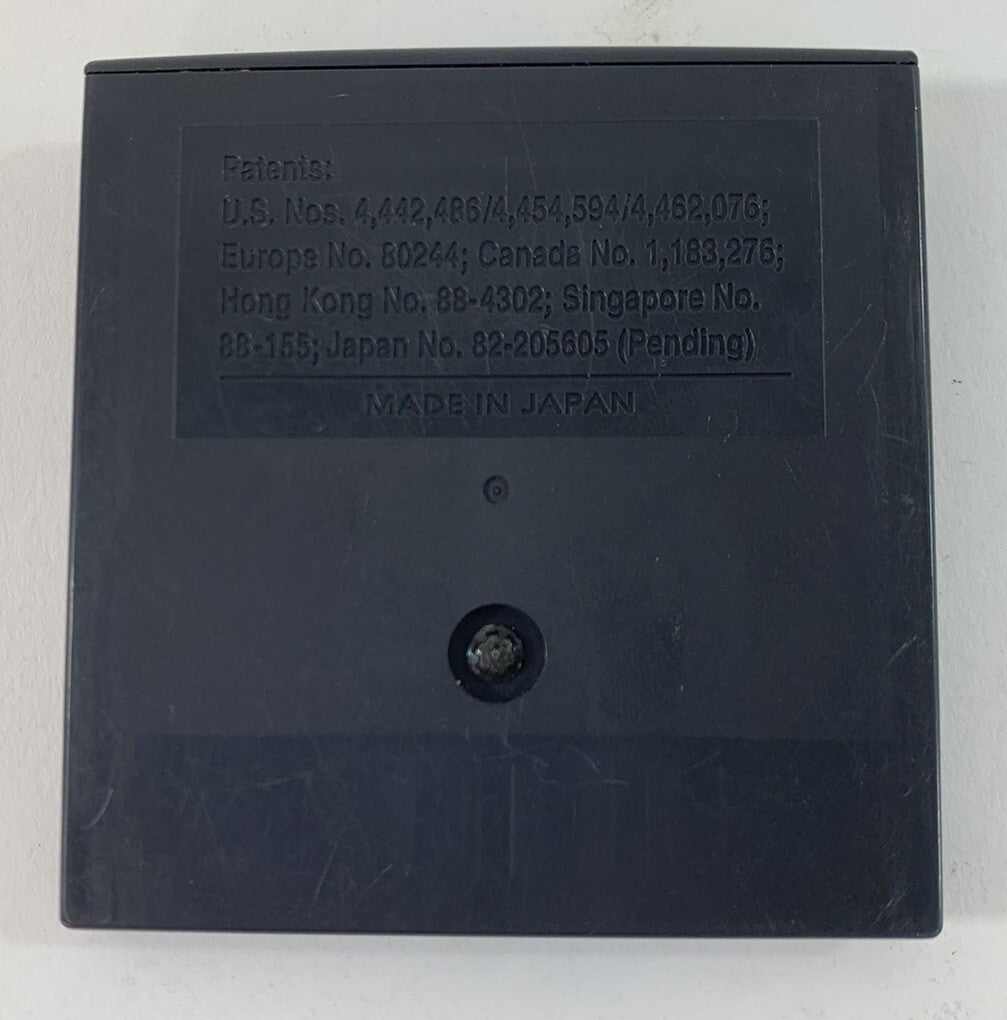 Patents:
U.S. Nos. 4,442,486/4,454,594/4,462,076;
Europe No. 80244; Canada No. 1,183,276;
Hong Kong No. 88-4302; Singapore No.
88-155; Japan No. 82-205605 (Pending)
MADE IN JAPAN